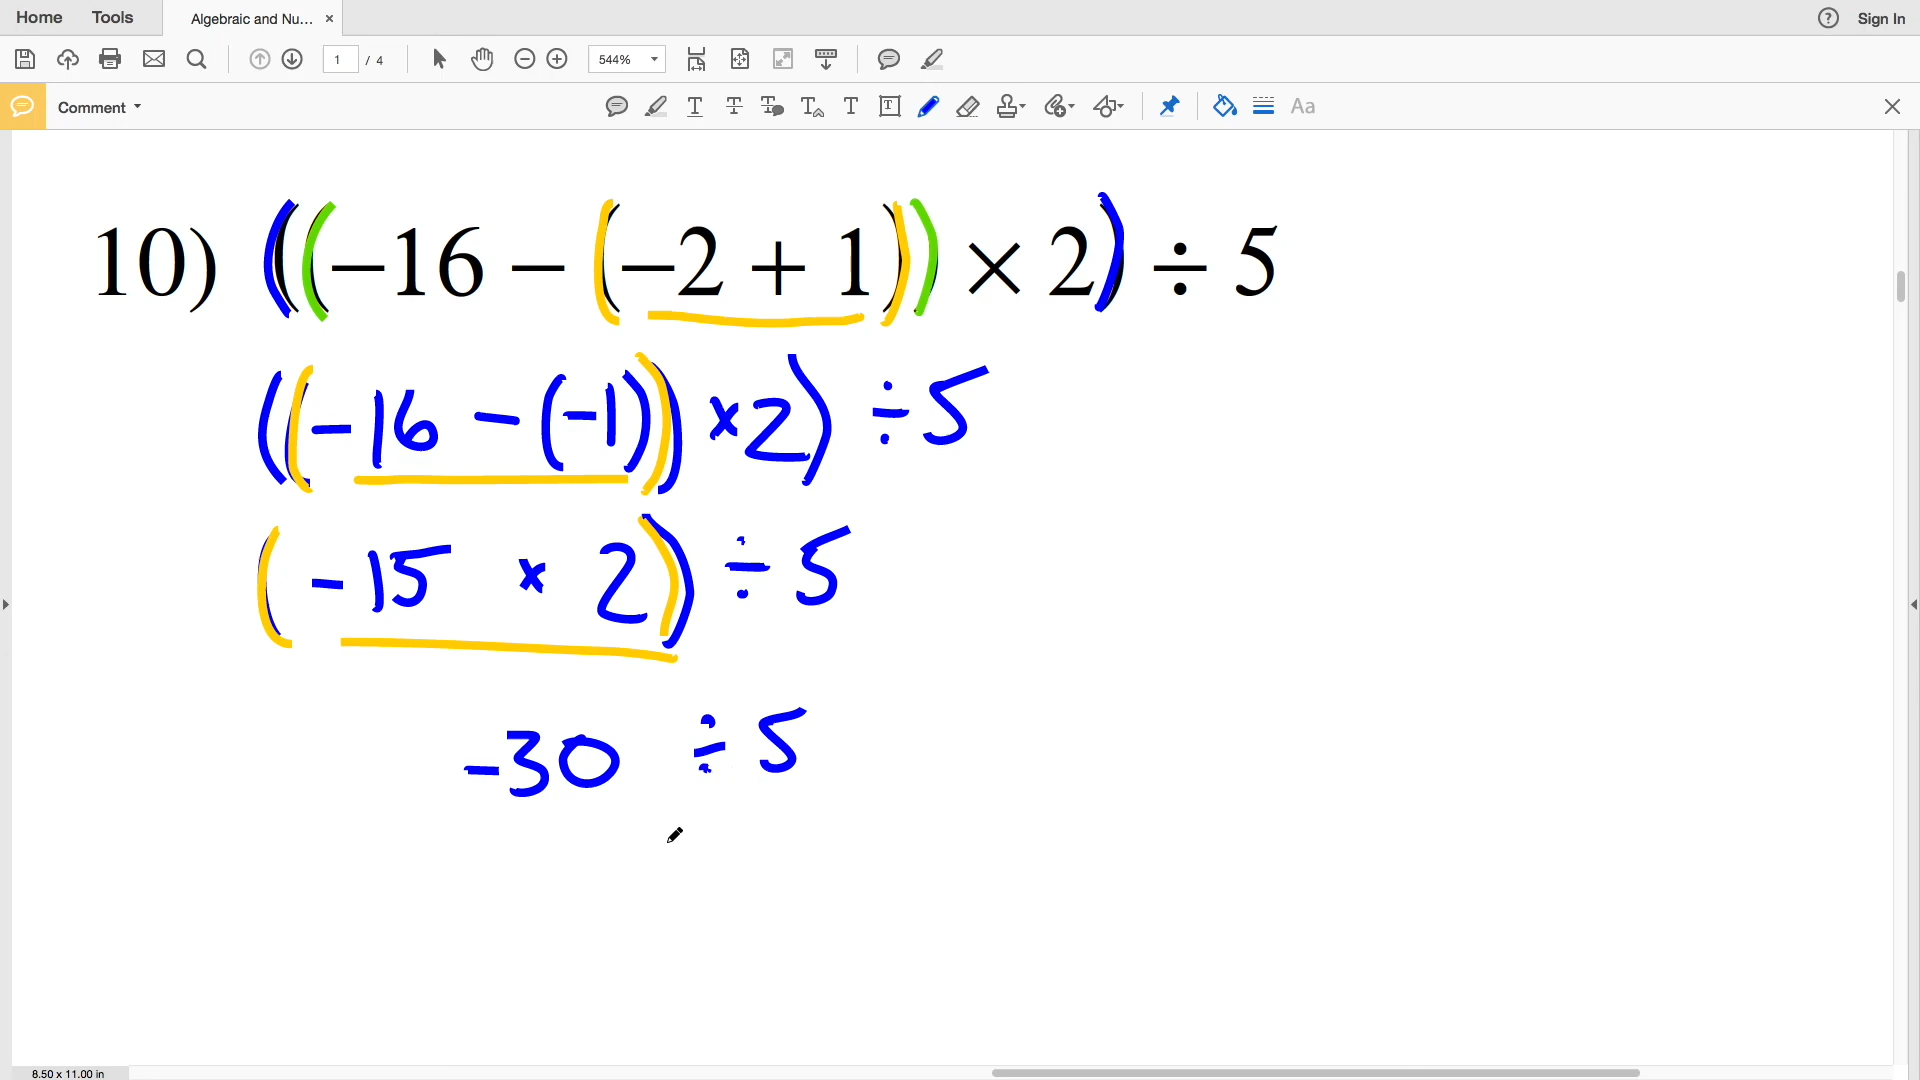 Home Tools Algebraic and Nu... × Sign In
1 / 4 544%
Comment Aa
10) ((−16 − (−2 + 1)) × 2) ÷ 5
((-16 - (-1)) × 2) ÷ 5
(-15 × 2) ÷ 5
-30 ÷ 5
8.50 x 11.00 in